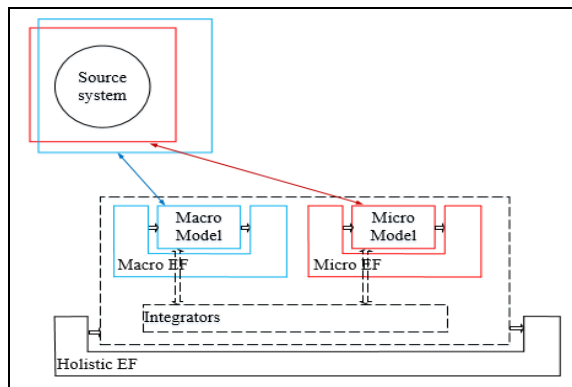 Source
system
Macro
Model
Micro
Model
Macro EF
Micro EF
Integrators
Holistic EF